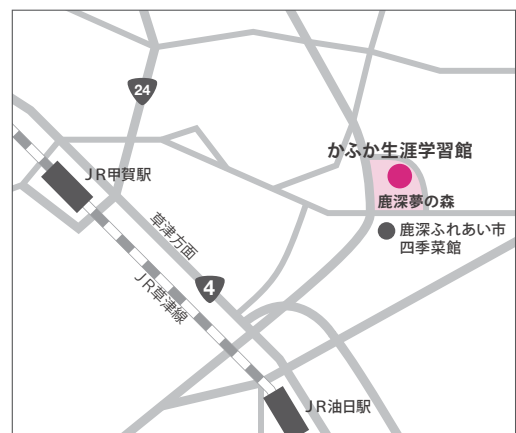 24
かふか生涯学習館
JR甲賀駅
鹿深夢の森
鹿深ふれあい市
四季菜館
草津方面
4
JR草津線
JR油日駅